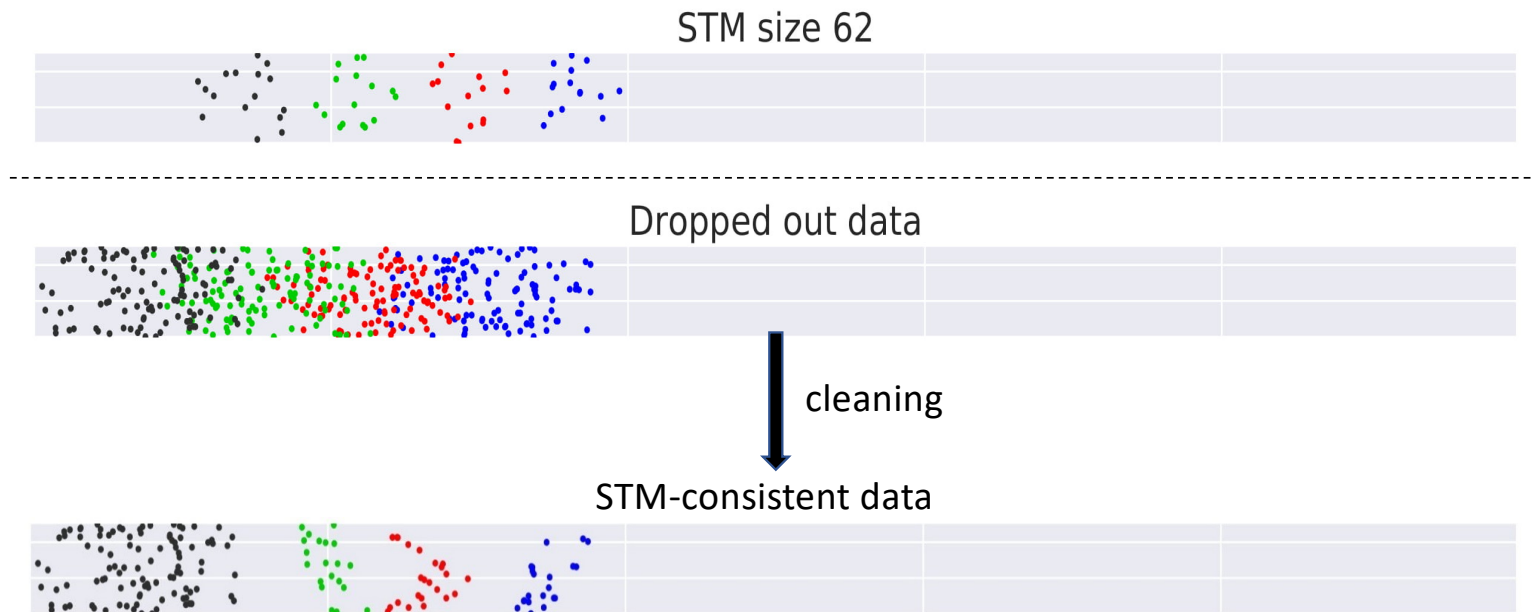 STM size 62
Dropped out data
cleaning
STM-consistent data